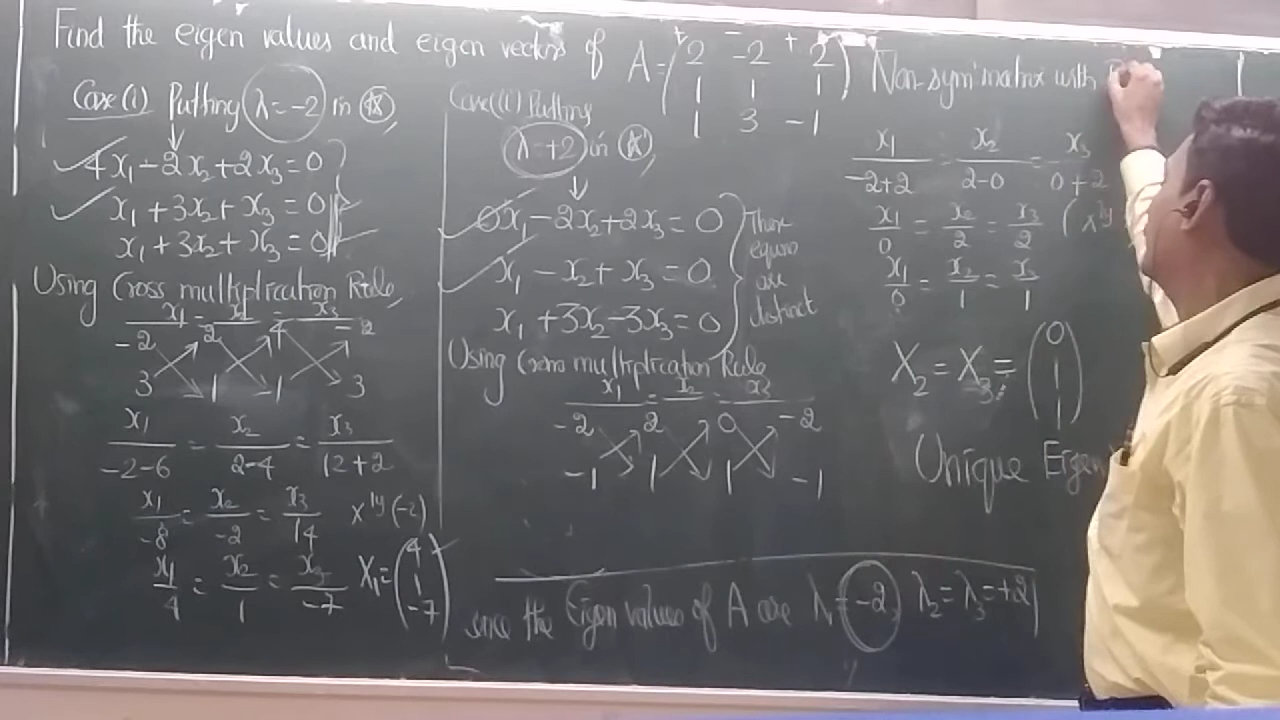 Find the eigen values and eigen vectors of A = ( 2 -2 2
1 1 1
1 3 -1 )
+ - +
Case (i) Putting λ = -2 in
4x₁ - 2x₂ + 2x₃ = 0
x₁ + 3x₂ + x₃ = 0
x₁ + 3x₂ + x₃ = 0
Using Cross multiplication Rule,
x₁ = x₂ = x₃
-2 2 4 -2
3 1 1 3
x₁/-2-6 = x₂/2-4 = x₃/12+2
x₁/-8 = x₂/-2 = x₃/14 xˡʸ (-2)
x₁/4 = x₂/1 = x₃/-7 X₁ = ( 4
1
-7 )
Case (ii) Putting
λ = +2 in
0x₁ - 2x₂ + 2x₃ = 0
x₁ - x₂ + x₃ = 0
x₁ + 3x₂ - 3x₃ = 0
These
equns
are
distinct
Using Cross multiplication Rule
x₁ = x₂ = x₃
-2 2 0 -2
-1 1 1 -1
since the Eigen values of A are λ₁ = -2, λ₂ = λ₃ = +2
Non-sym matrix with
x₁/-2+2 = x₂/2-0 = x₃/0+2
x₁/0 = x₂/2 = x₃/2 (xˡʸ
x₁/0 = x₂/1 = x₃/1
X₂ = X₃ = ( 0
1
1 )
Unique Eigen